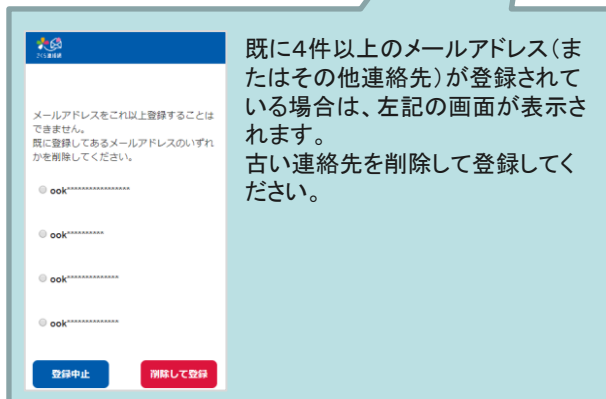 さくら連絡網
メールアドレスをこれ以上登録することは
できません。
既に登録してあるメールアドレスのいずれ
かを削除してください。
ook****************
ook**********
ook**************
ook**************
登録中止
削除して登録
既に４件以上のメールアドレス（ま
たはその他連絡先）が登録されて
いる場合は、左記の画面が表示さ
れます。
古い連絡先を削除して登録してく
ださい。